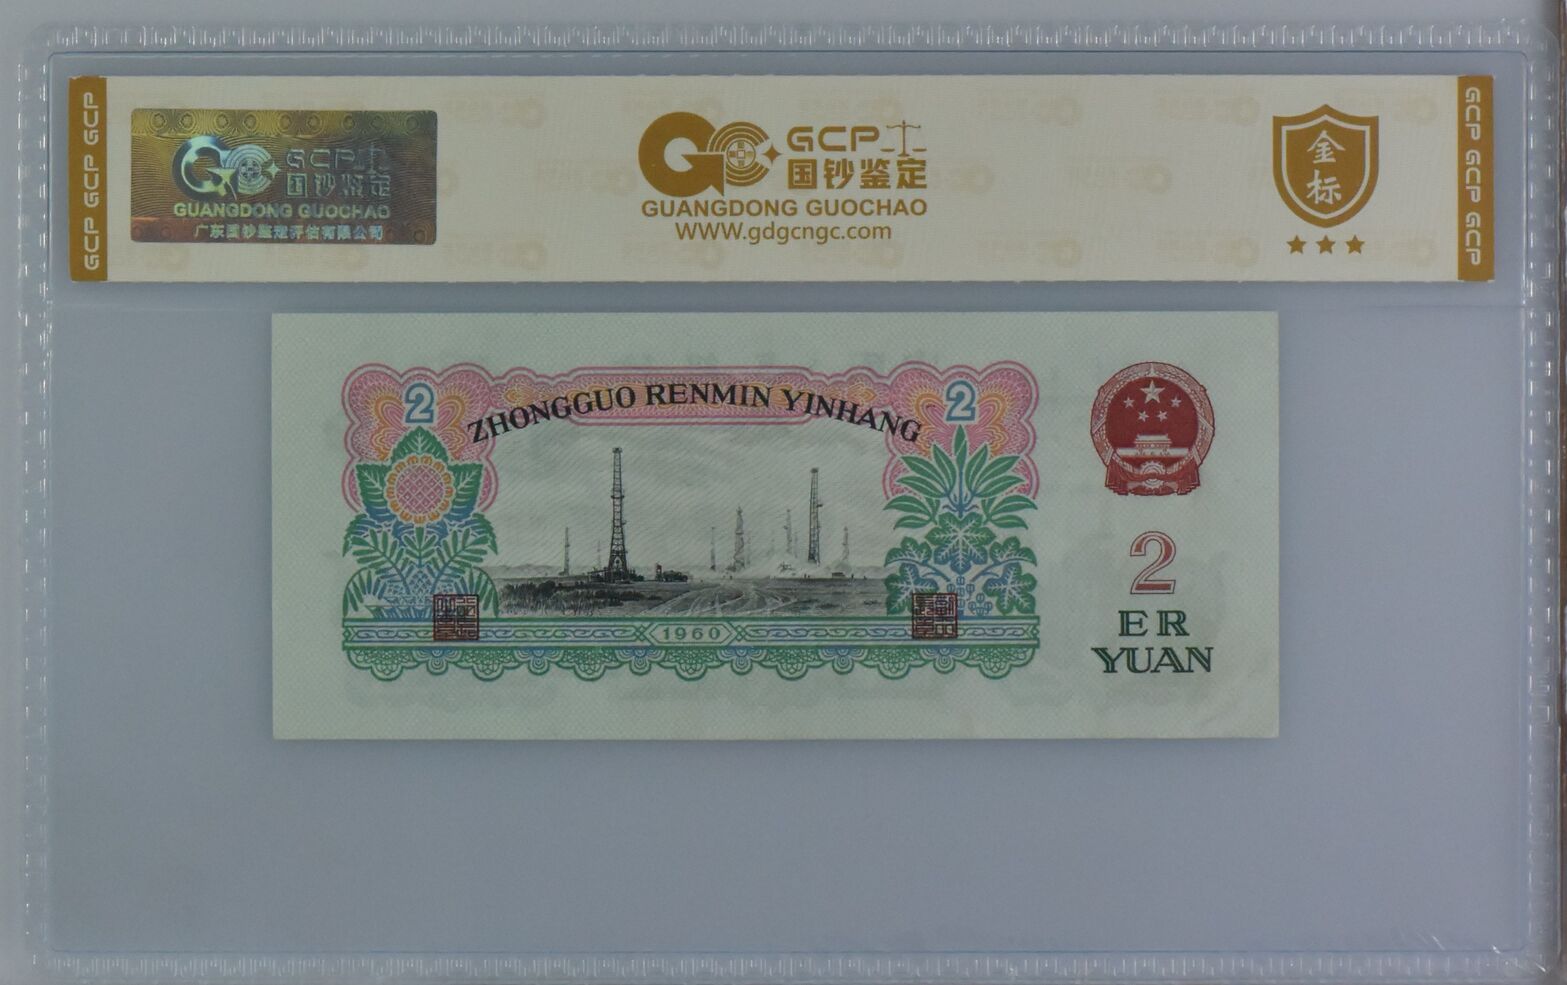 GCP GCP GCP
GCP
国钞鉴定
GUANGDONG GUOCHAO
广东国钞鉴定评估有限公司
GCP
国钞鉴定
GUANGDONG GUOCHAO
WWW.gdgcngc.com
金
标
GCP GCP GCP
2
ZHONGGUO RENMIN YINHANG
2
1960
2
ER
YUAN